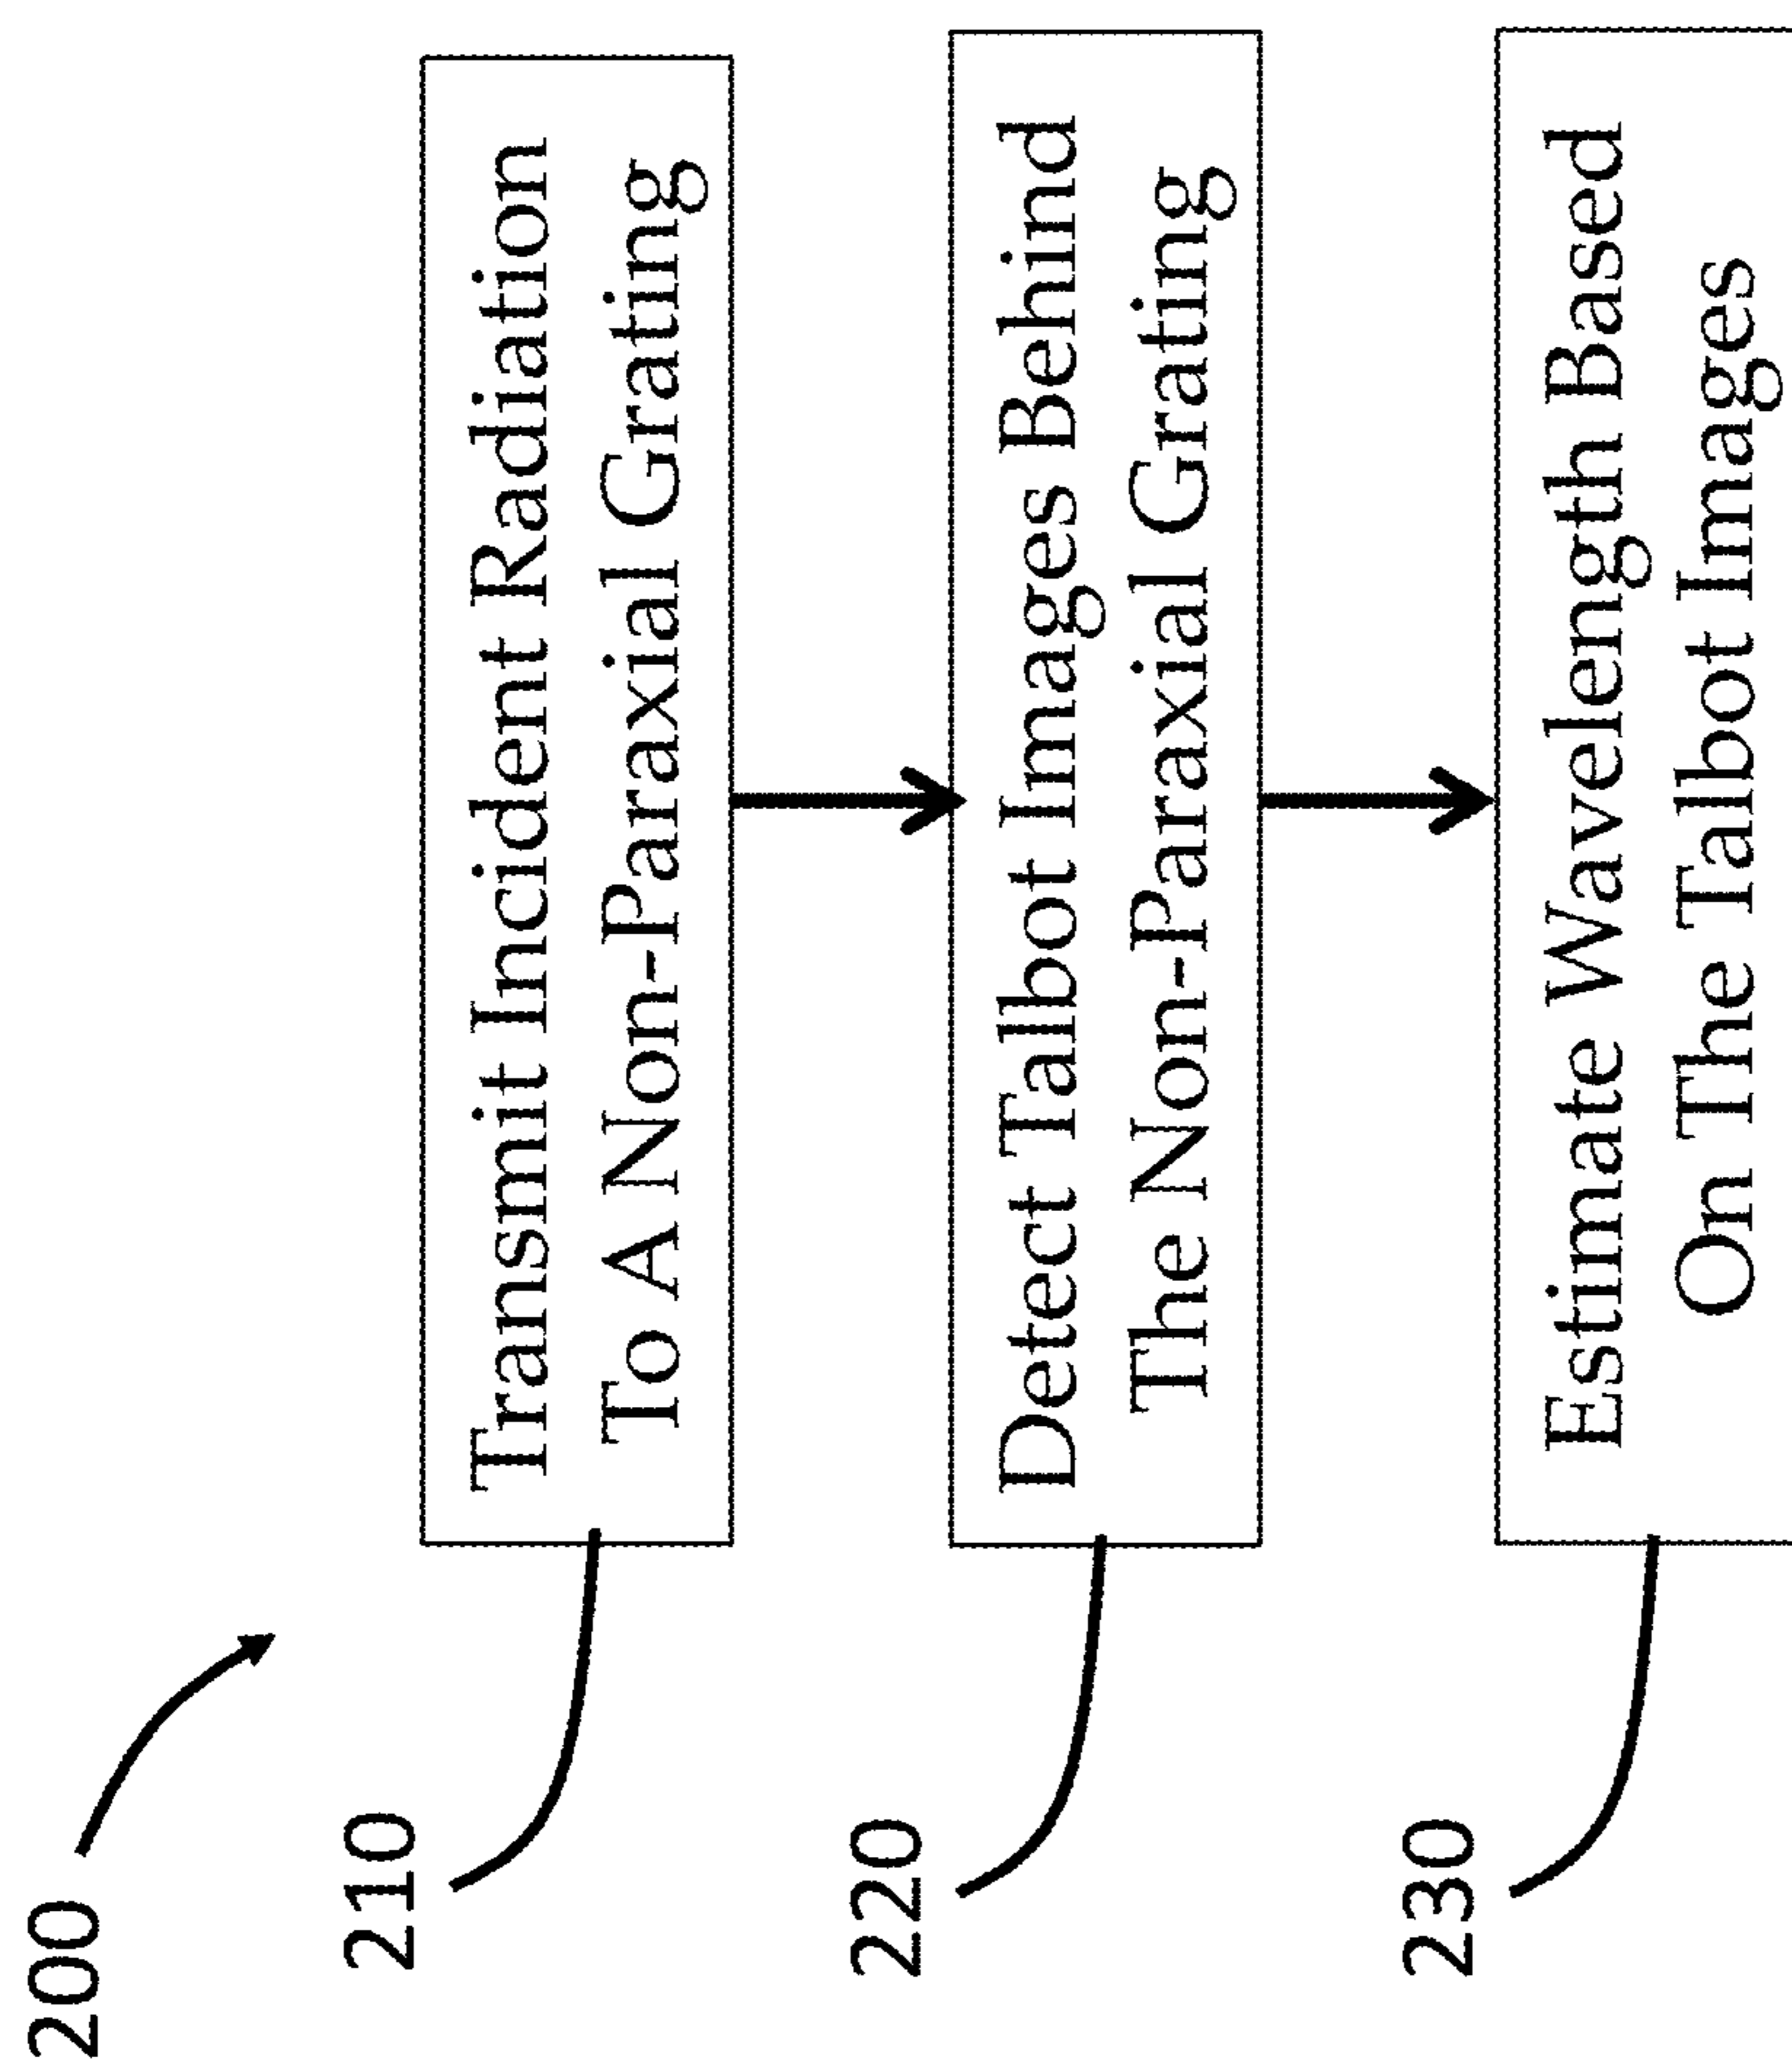 200
210
Transmit Incident Radiation
To A Non-Paraxial Grating
220
Detect Talbot Images Behind
The Non-Paraxial Grating
230
Estimate Wavelength Based
On The Talbot Images